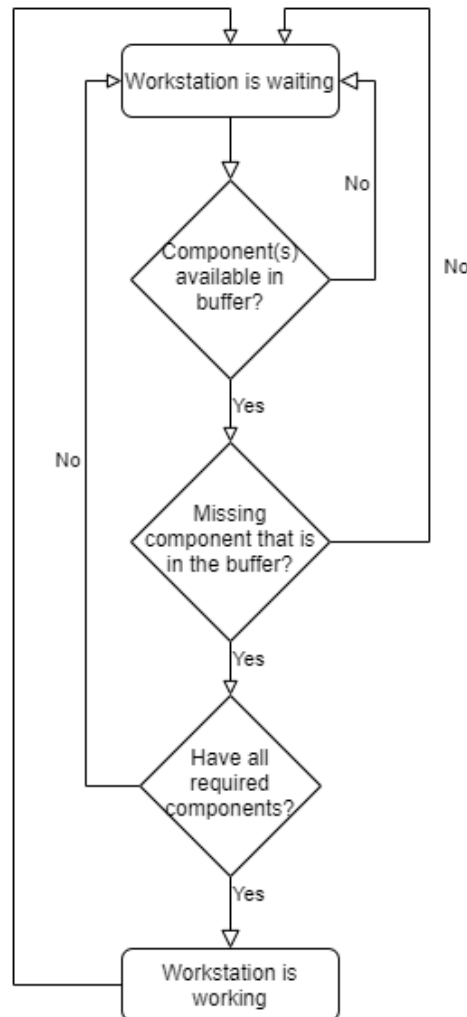 Workstation is waiting
No
Component(s)
available in
buffer?
No
Yes
No
Missing
component that is
in the buffer?
Yes
Have all
required
components?
Yes
Workstation is
working